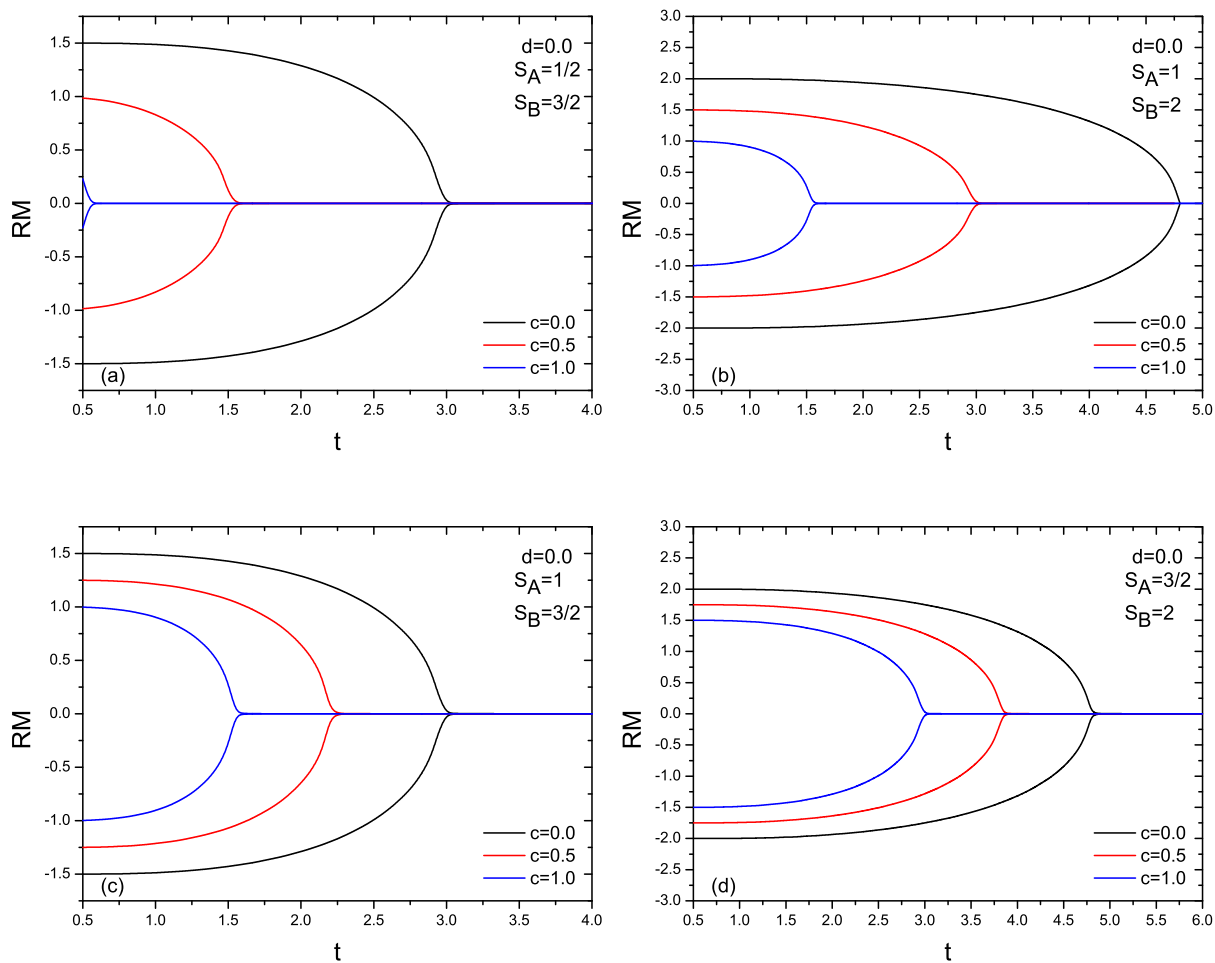 1.5
1.0
0.5
0.0
-0.5
-1.0
-1.5
RM
d=0.0
S_A=1/2
S_B=3/2
c=0.0
c=0.5
c=1.0
(a)
0.5 1.0 1.5 2.0 2.5 3.0 3.5 4.0
t
3.0
2.5
2.0
1.5
1.0
0.5
0.0
-0.5
-1.0
-1.5
-2.0
-2.5
-3.0
RM
d=0.0
S_A=1
S_B=2
c=0.0
c=0.5
c=1.0
(b)
0.5 1.0 1.5 2.0 2.5 3.0 3.5 4.0 4.5 5.0
t
1.5
1.0
0.5
0.0
-0.5
-1.0
-1.5
RM
d=0.0
S_A=1
S_B=3/2
c=0.0
c=0.5
c=1.0
(c)
0.5 1.0 1.5 2.0 2.5 3.0 3.5 4.0
t
3.0
2.5
2.0
1.5
1.0
0.5
0.0
-0.5
-1.0
-1.5
-2.0
-2.5
-3.0
RM
d=0.0
S_A=3/2
S_B=2
c=0.0
c=0.5
c=1.0
(d)
0.5 1.0 1.5 2.0 2.5 3.0 3.5 4.0 4.5 5.0 5.5 6.0
t